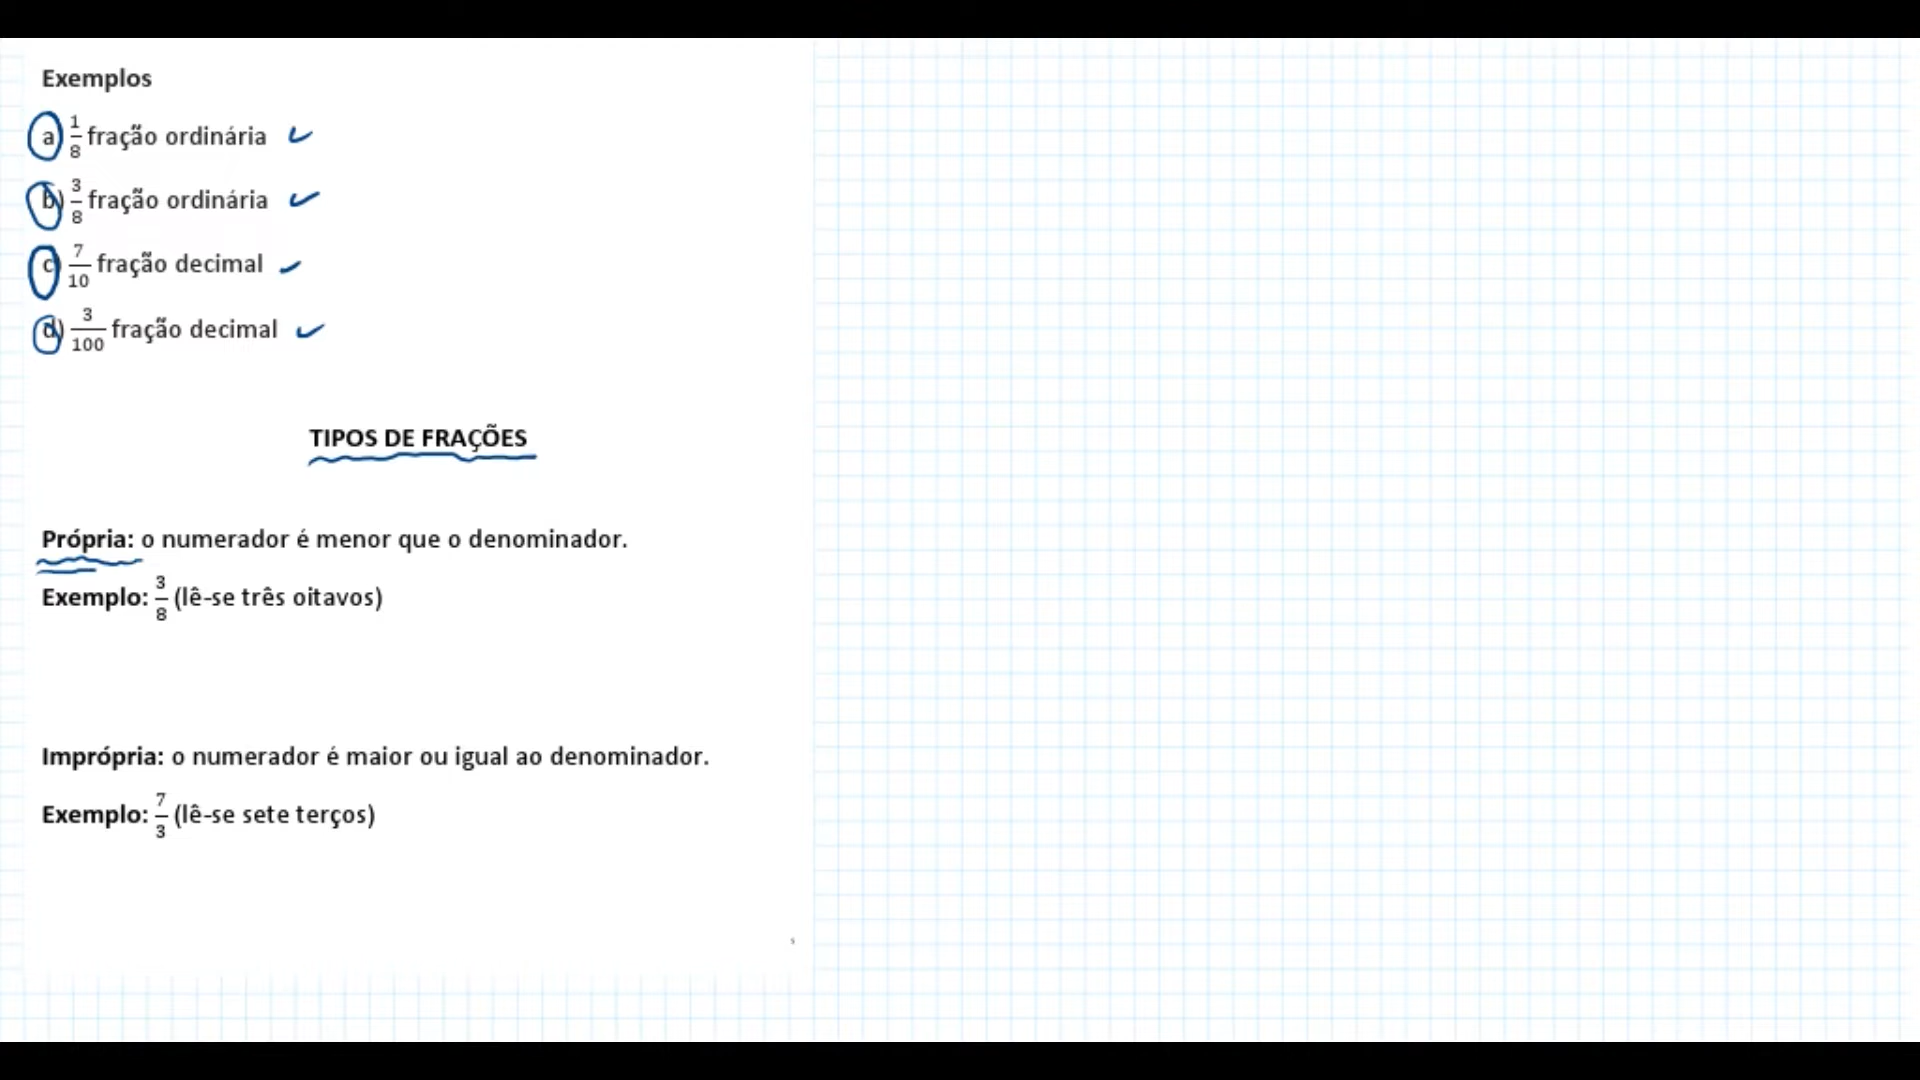 Exemplos
a) 1/8 fração ordinária
b) 3/8 fração ordinária
c) 7/10 fração decimal
d) 3/100 fração decimal
TIPOS DE FRAÇÕES
Própria: o numerador é menor que o denominador.
Exemplo: 3/8 (lê-se três oitavos)
Imprópria: o numerador é maior ou igual ao denominador.
Exemplo: 7/3 (lê-se sete terços)